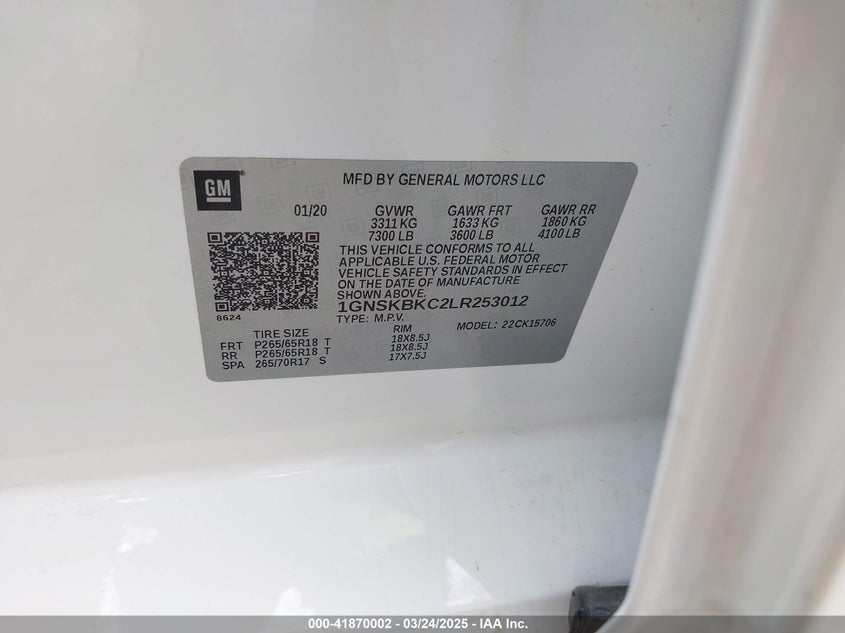 GM
MFD BY GENERAL MOTORS LLC
01/20 GVWR GAWR FRT GAWR RR
3311 KG 1633 KG 1860 KG
7300 LB 3600 LB 4100 LB
THIS VEHICLE CONFORMS TO ALL
APPLICABLE U.S. FEDERAL MOTOR
VEHICLE SAFETY STANDARDS IN EFFECT
ON THE DATE OF MANUFACTURE
SHOWN ABOVE.
1GNSKBKC2LR253012
8624
TYPE: M.P.V. MODEL: 22CK15706
TIRE SIZE RIM
FRT P265/65R18 T 18X8.5J
RR P265/65R18 T 18X8.5J
SPA 265/70R17 S 17X7.5J
000-41870002 - 03/24/2025 - IAA Inc.